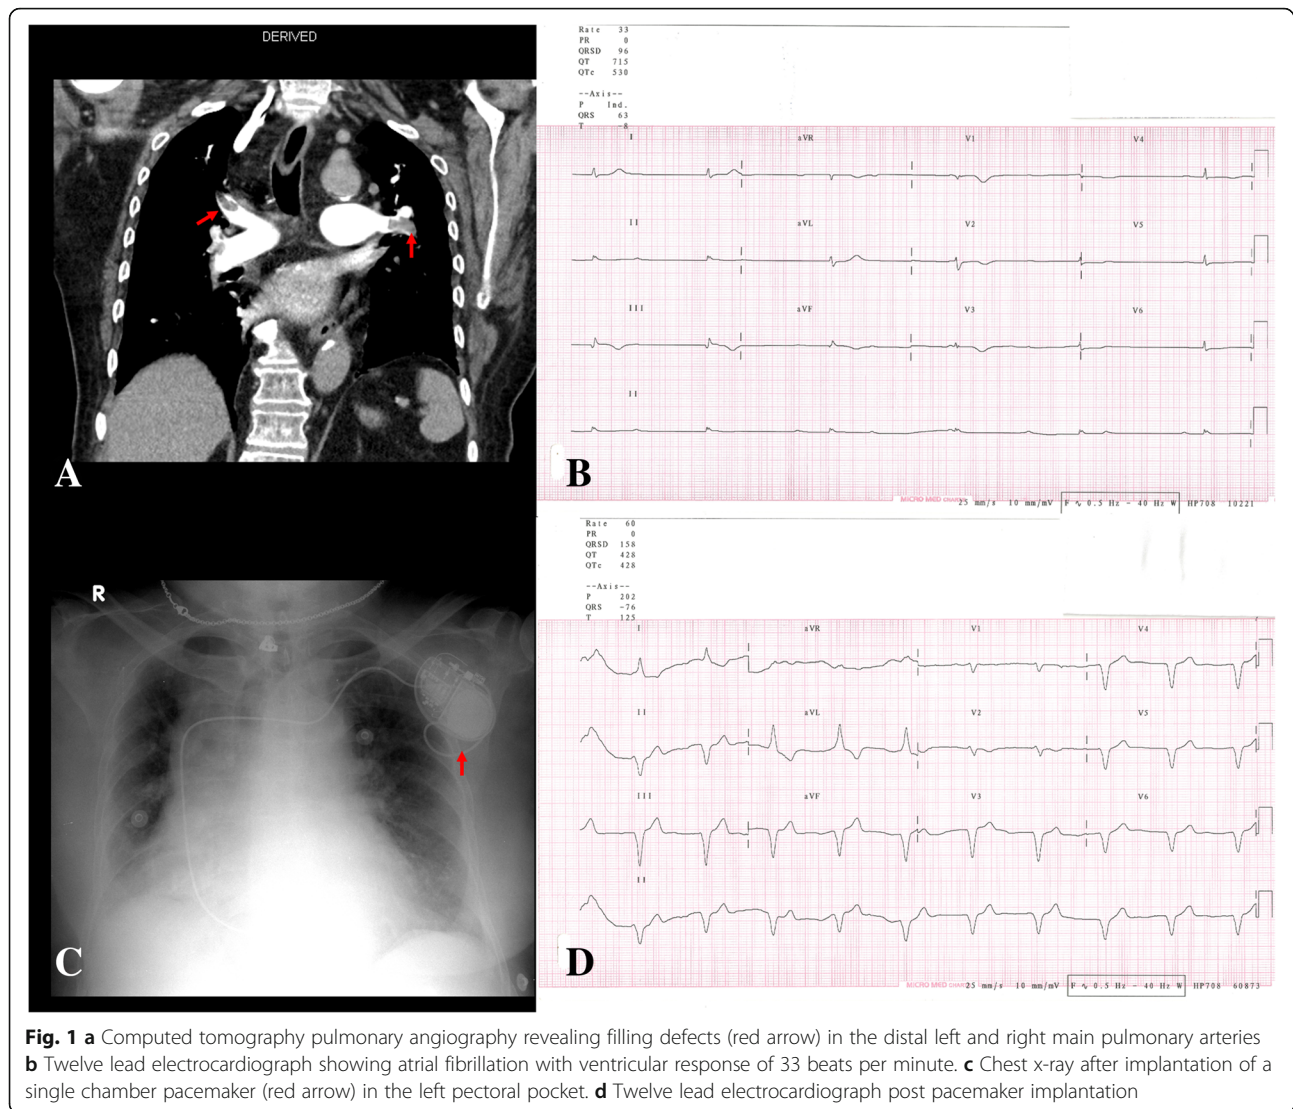 DERIVED
A
Rate 33
PR 0
QRSD 96
QT 715
QTc 530
--Axis--
P Ind.
QRS 63
T -8
I aVR V1 V4
II aVL V2 V5
III aVF V3 V6
II
B
MICRO MED CHART
25 mm/s 10 mm/mV F ∿ 0.5 Hz - 40 Hz W HP708 10221
R
C
Rate 60
PR 0
QRSD 158
QT 428
QTc 428
--Axis--
P 202
QRS -76
T 125
I aVR V1 V4
II aVL V2 V5
III aVF V3 V6
II
D
MICRO MED CHART
25 mm/s 10 mm/mV F ∿ 0.5 Hz - 40 Hz W HP708 60873
Fig. 1 a Computed tomography pulmonary angiography revealing filling defects (red arrow) in the distal left and right main pulmonary arteries
b Twelve lead electrocardiograph showing atrial fibrillation with ventricular response of 33 beats per minute. c Chest x-ray after implantation of a
single chamber pacemaker (red arrow) in the left pectoral pocket. d Twelve lead electrocardiograph post pacemaker implantation